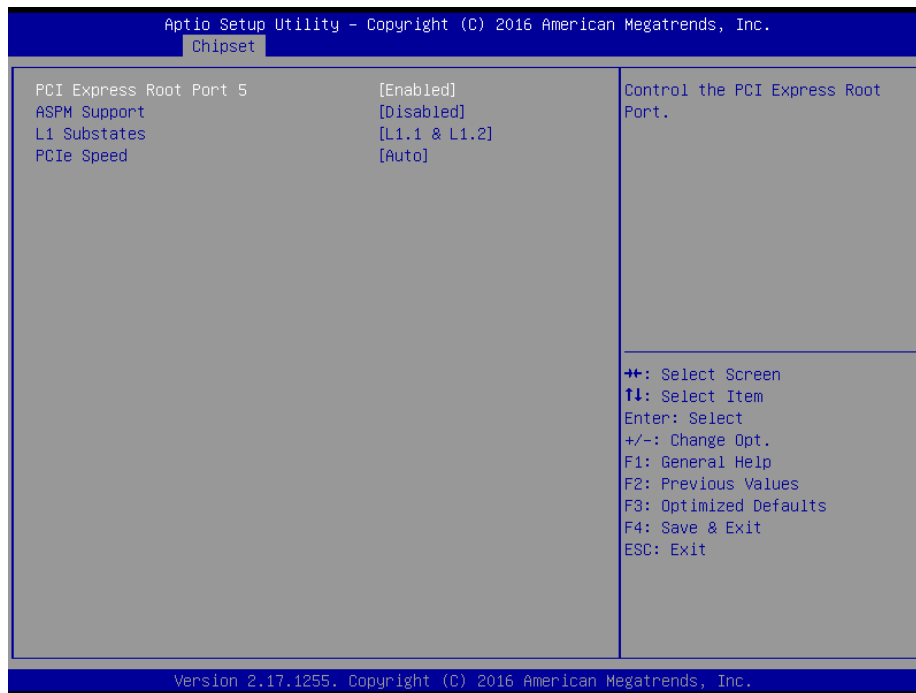 Aptio Setup Utility – Copyright (C) 2016 American Megatrends, Inc.
Chipset
PCI Express Root Port 5 [Enabled]
ASPM Support [Disabled]
L1 Substates [L1.1 & L1.2]
PCIe Speed [Auto]
Control the PCI Express Root
Port.
→←: Select Screen
↑↓: Select Item
Enter: Select
+/-: Change Opt.
F1: General Help
F2: Previous Values
F3: Optimized Defaults
F4: Save & Exit
ESC: Exit
Version 2.17.1255. Copyright (C) 2016 American Megatrends, Inc.